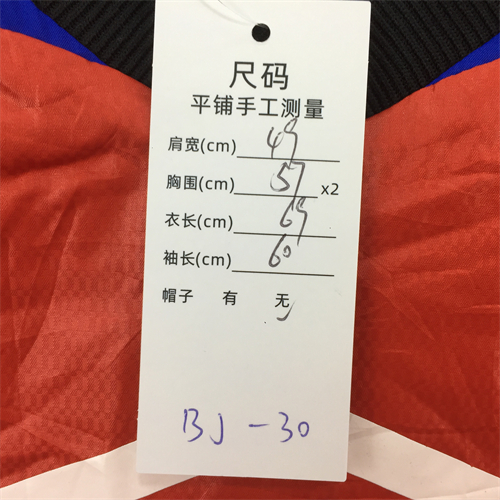 尺码
平铺手工测量
肩宽(cm) 49
胸围(cm) 57 x2
衣长(cm) 69
袖长(cm) 60
帽子 有 无
BJ-30